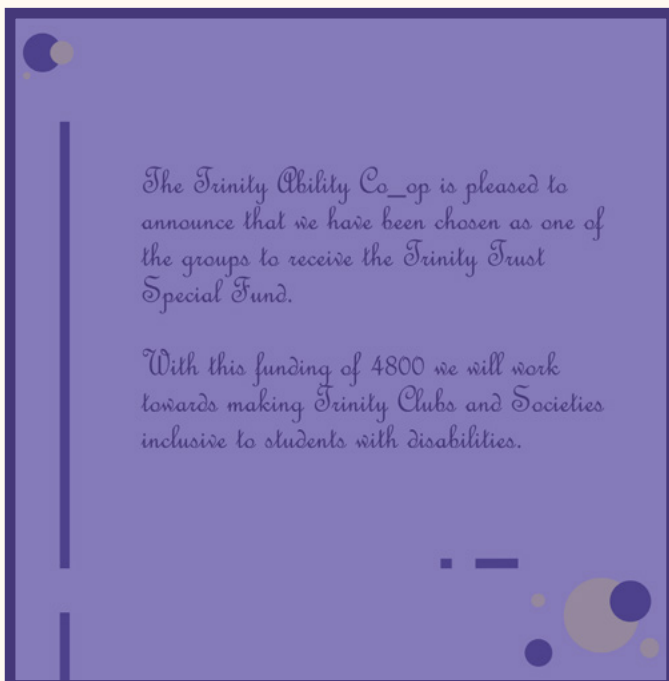 The Trinity Ability Co_op is pleased to
announce that we have been chosen as one of
the groups to receive the Trinity Trust
Special Fund.
With this funding of 4800 we will work
towards making Trinity Clubs and Societies
inclusive to students with disabilities.